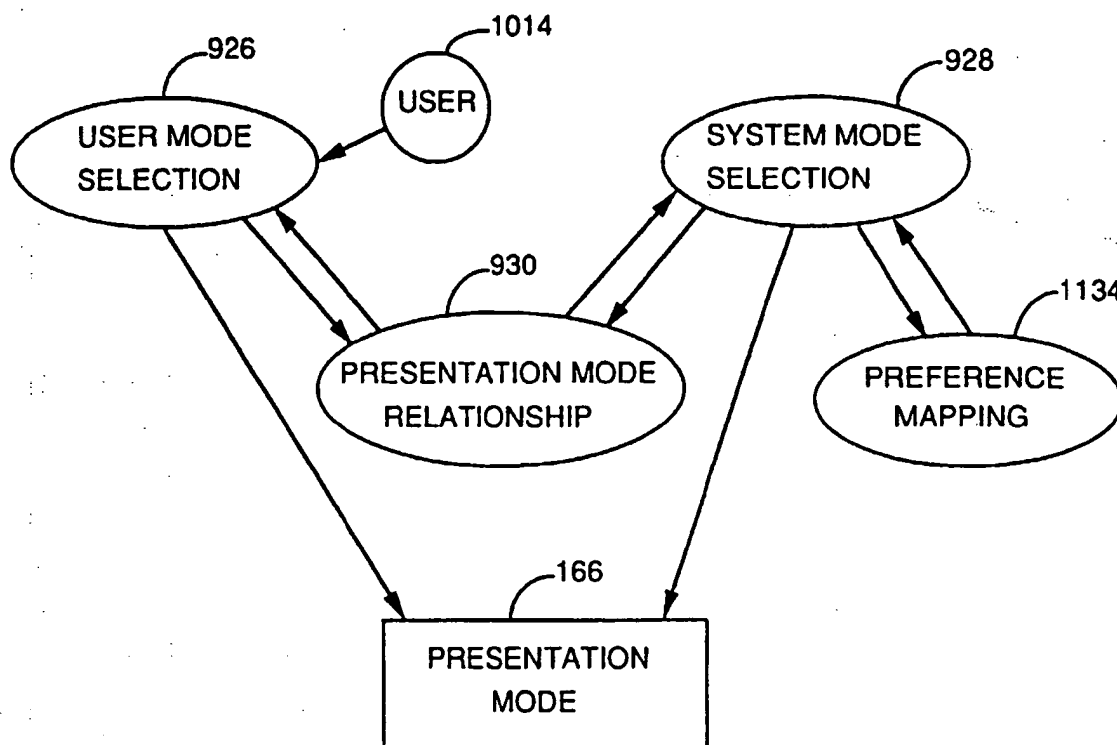 1014
926
928
USER
USER MODE
SELECTION
SYSTEM MODE
SELECTION
930
1134
PRESENTATION MODE
RELATIONSHIP
PREFERENCE
MAPPING
166
PRESENTATION
MODE